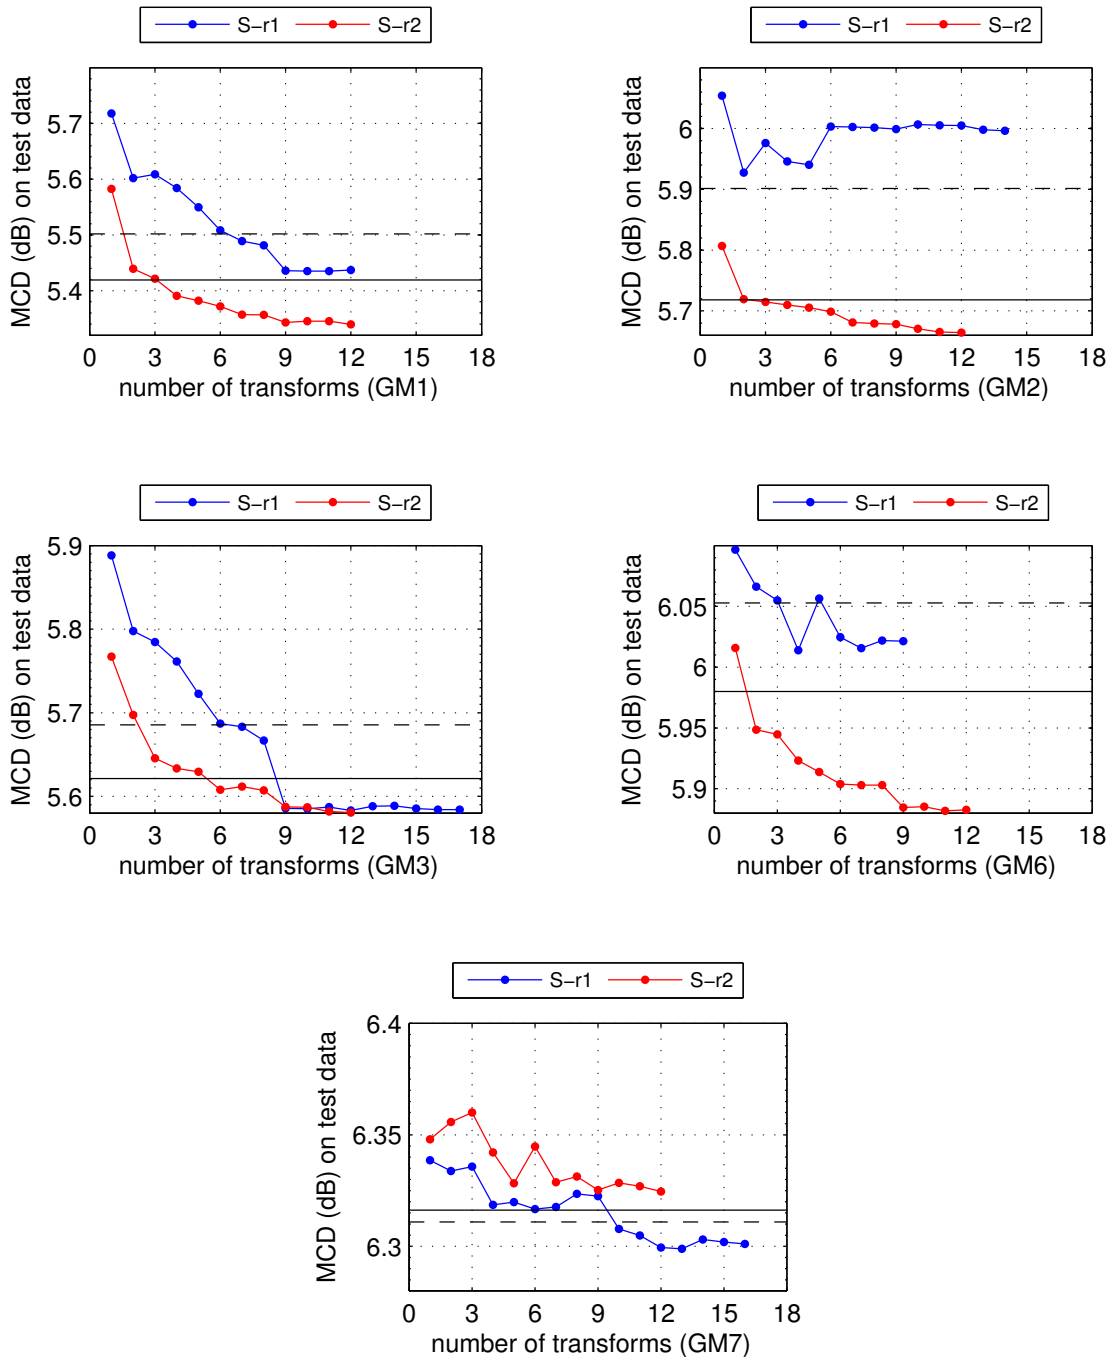 S-r1 S-r2
MCD (dB) on test data
5.7
5.6
5.5
5.4
0 3 6 9 12 15 18
number of transforms (GM1)
S-r1 S-r2
MCD (dB) on test data
6
5.9
5.8
5.7
0 3 6 9 12 15 18
number of transforms (GM2)
S-r1 S-r2
MCD (dB) on test data
5.9
5.8
5.7
5.6
0 3 6 9 12 15 18
number of transforms (GM3)
S-r1 S-r2
MCD (dB) on test data
6.05
6
5.95
5.9
0 3 6 9 12 15 18
number of transforms (GM6)
S-r1 S-r2
MCD (dB) on test data
6.4
6.35
6.3
0 3 6 9 12 15 18
number of transforms (GM7)